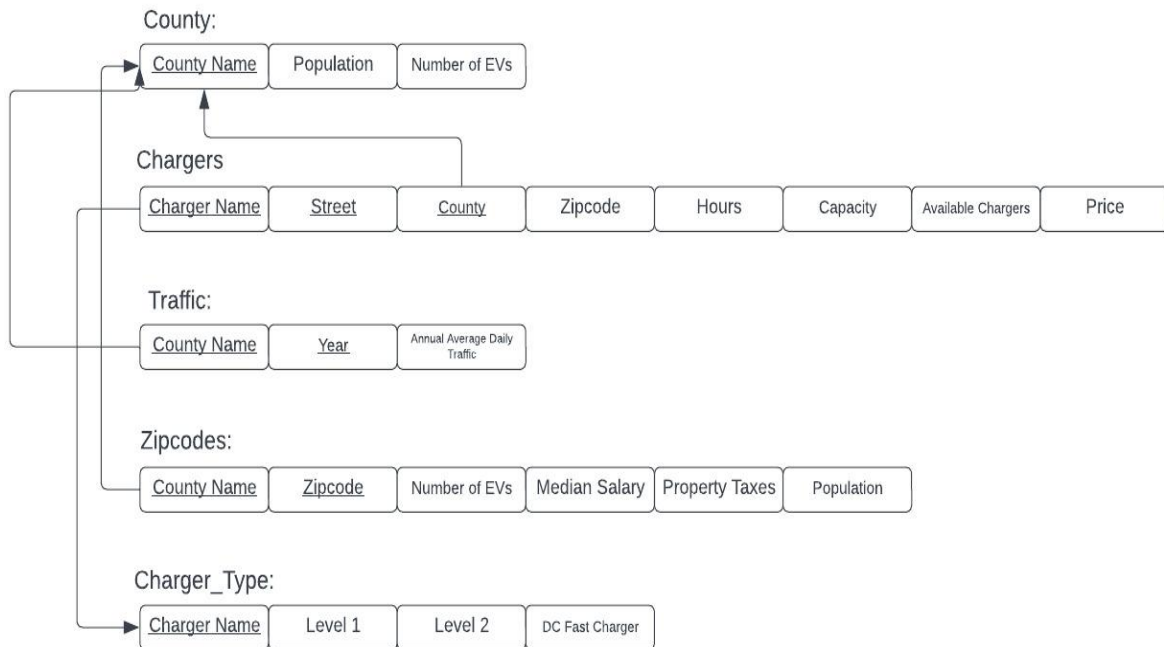 County:
County Name Population Number of EVs
Chargers
Charger Name Street County Zipcode Hours Capacity Available Chargers Price
Traffic:
County Name Year Annual Average Daily
Traffic
Zipcodes:
County Name Zipcode Number of EVs Median Salary Property Taxes Population
Charger_Type:
Charger Name Level 1 Level 2 DC Fast Charger